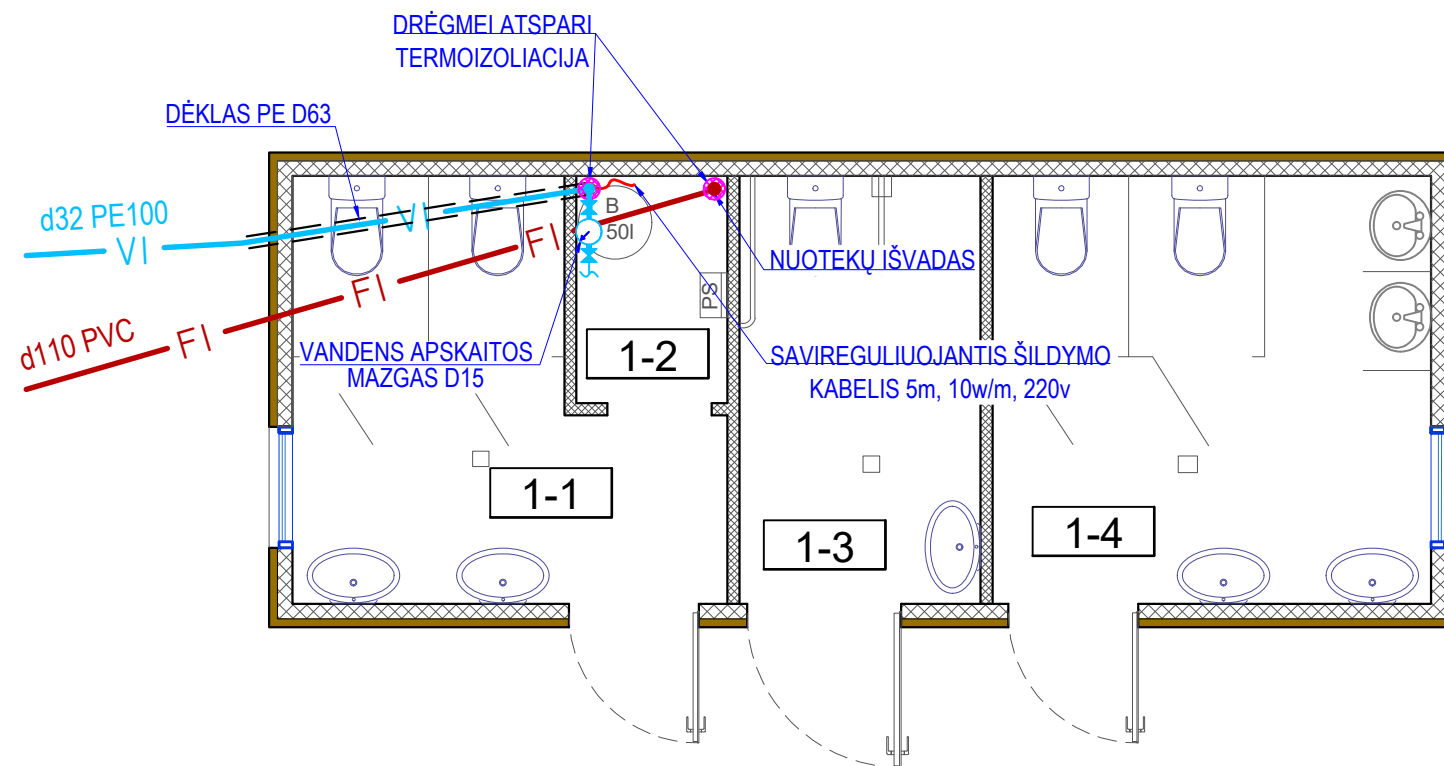 DRĖGMEI ATSPARI
TERMOIZOLIACIJA
DĖKLAS PE D63
d32 PE100
VI
VI
B
50l
FI
FI
FI
d110 PVC
NUOTEKŲ IŠVADAS
PS
VANDENS APSKAITOS
MAZGAS D15
1-2
SAVIREGULIUOJANTIS ŠILDYMO
KABELIS 5m, 10w/m, 220v
1-1
1-3
1-4